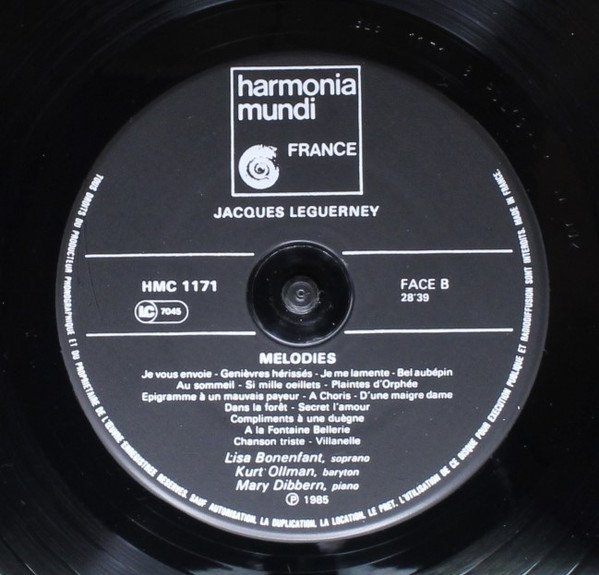 harmonia
mundi
FRANCE
JACQUES LEGUERNEY
HMC 1171
LC 7045
FACE B
28'39
MELODIES
Je vous envoie - Genièvres hérissés - Je me lamente - Bel aubépin
Au sommeil - Si mille oeillets - Plaintes d'Orphée
Epigramme à un mauvais payeur - A Chloris - D'une maigre dame
Dans la forêt - Secret l'amour
Compliments à une duègne
A la Fontaine Bellerie
Chanson triste - Villanelle
Lisa Bonenfant, soprano
Kurt Ollman, baryton
Mary Dibbern, piano
℗ 1985
TOUS DROITS DU PRODUCTEUR PHONOGRAPHIQUE ET DU PROPRIETAIRE DE L'ŒUVRE ENREGISTREE RESERVES. SAUF AUTORISATION, LA DUPLICATION, LA LOCATION, LE PRET, L'UTILISATION DE CE DISQUE POUR EXECUTION PUBLIQUE ET RADIODIFFUSION SONT INTERDITS. MADE IN FRANCE.